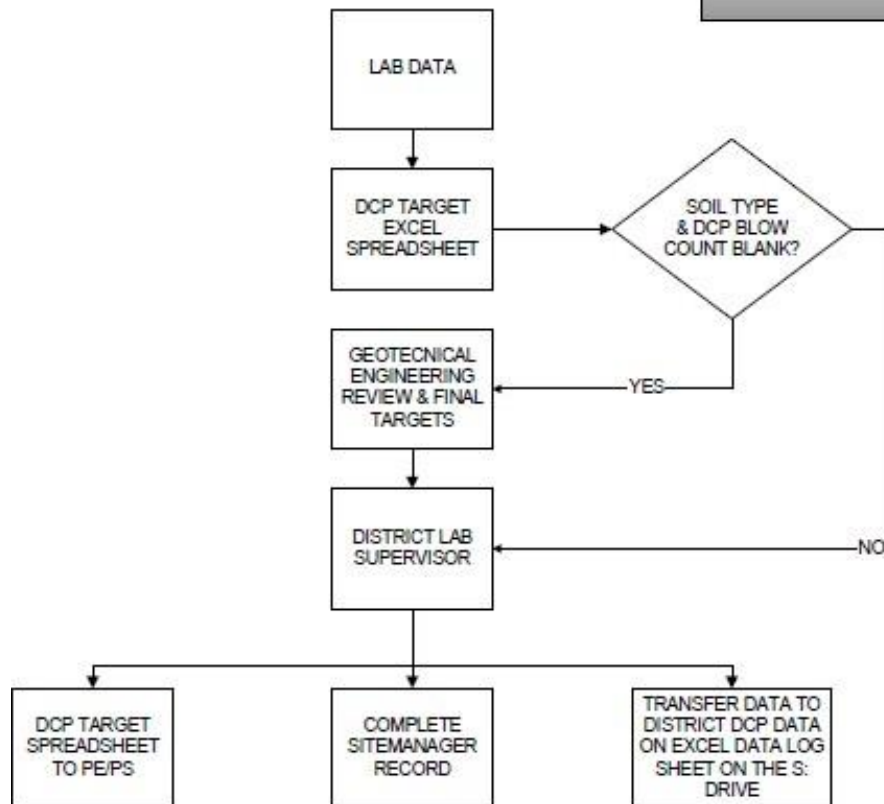 LAB DATA
DCP TARGET
EXCEL
SPREADSHEET
SOIL TYPE
& DCP BLOW
COUNT BLANK?
GEOTECNICAL
ENGINEERING
REVIEW & FINAL
TARGETS
YES
DISTRICT LAB
SUPERVISOR
NO
DCP TARGET
SPREADSHEET
TO PE/PS
COMPLETE
SITEMANAGER
RECORD
TRANSFER DATA TO
DISTRICT DCP DATA
ON EXCEL DATA LOG
SHEET ON THE S:
DRIVE